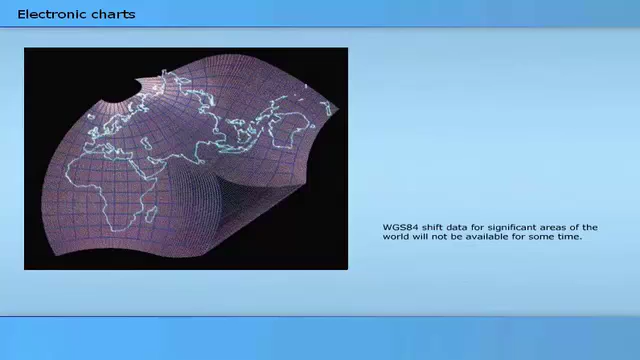 Electronic charts
WGS84 shift data for significant areas of the
world will not be available for some time.